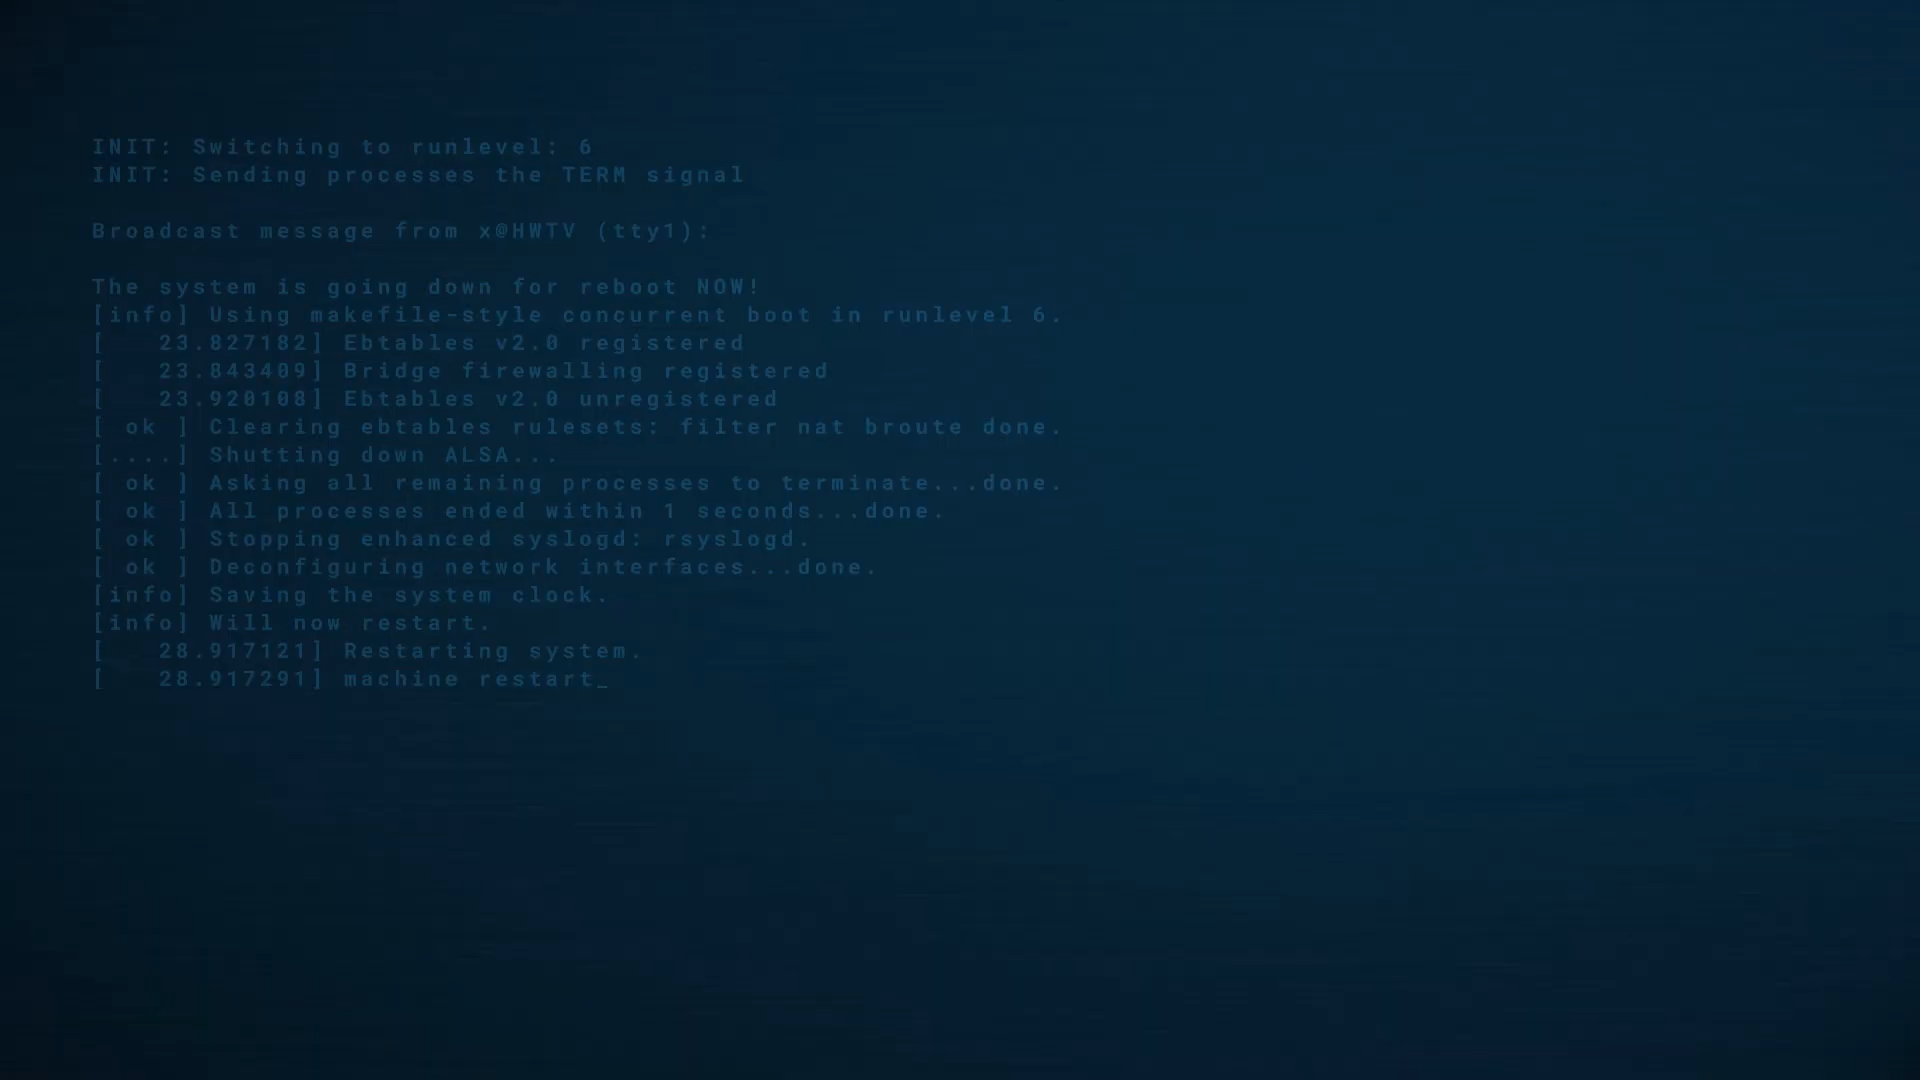 INIT: Switching to runlevel: 6
INIT: Sending processes the TERM signal
Broadcast message from x@HWTV (tty1):
The system is going down for reboot NOW!
[info] Using makefile-style concurrent boot in runlevel 6.
[   23.827182] Ebtables v2.0 registered
[   23.843409] Bridge firewalling registered
[   23.920108] Ebtables v2.0 unregistered
[ ok ] Clearing ebtables rulesets: filter nat broute done.
[....] Shutting down ALSA...
[ ok ] Asking all remaining processes to terminate...done.
[ ok ] All processes ended within 1 seconds...done.
[ ok ] Stopping enhanced syslogd: rsyslogd.
[ ok ] Deconfiguring network interfaces...done.
[info] Saving the system clock.
[info] Will now restart.
[   28.917121] Restarting system.
[   28.917291] machine restart_